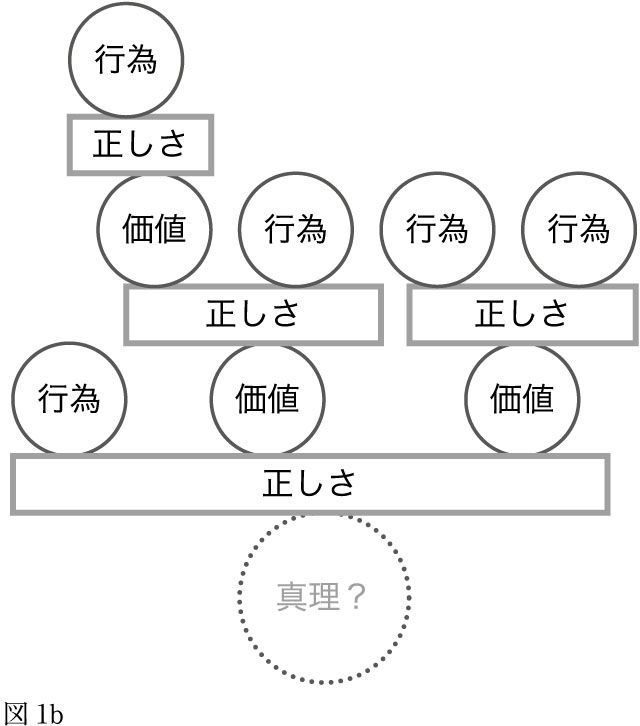 行為
正しさ
価値 行為 行為 行為
正しさ 正しさ
行為 価値 価値
正しさ
真理？
図 1b